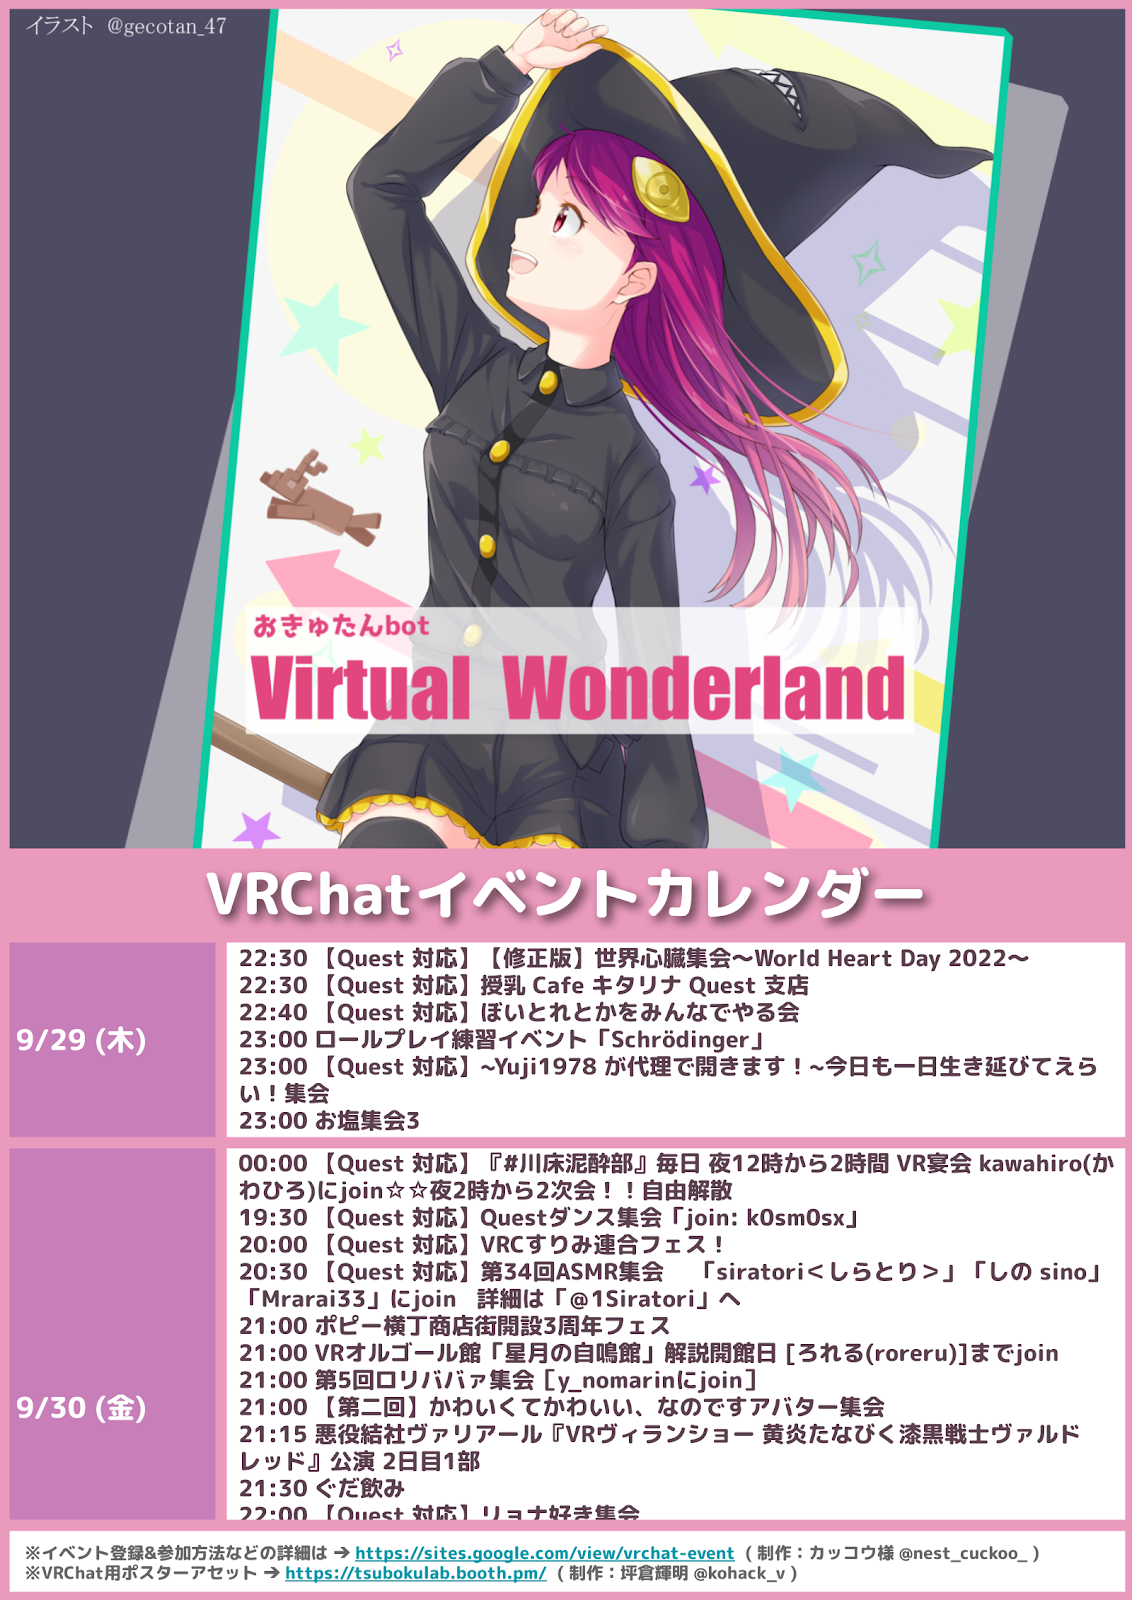 イラスト @gecotan_47
おきゅたんbot
Virtual Wonderland
VRChatイベントカレンダー
9/29 (木)
22:30 【Quest 対応】【修正版】世界心臓集会～World Heart Day 2022～
22:30 【Quest 対応】授乳 Cafe キタリナ Quest 支店
22:40 【Quest 対応】ぼいとれとかをみんなでやる会
23:00 ロールプレイ練習イベント「Schrödinger」
23:00 【Quest 対応】~Yuji1978 が代理で開きます！~今日も一日生き延びてえら
い！集会
23:00 お塩集会3
9/30 (金)
00:00 【Quest 対応】『#川床泥酔部』毎日 夜12時から2時間 VR宴会 kawahiro(か
わひろ)にjoin☆☆夜2時から2次会！！自由解散
19:30 【Quest 対応】Questダンス集会「join: k0sm0sx」
20:00 【Quest 対応】VRCすりみ連合フェス！
20:30 【Quest 対応】第34回ASMR集会　「siratori＜しらとり＞」「しの sino」
「Mrarai33」にjoin　詳細は「@1Siratori」へ
21:00 ポピー横丁商店街開設3周年フェス
21:00 VRオルゴール館「星月の自鳴館」解説開館日 [ろれる(roreru)]までjoin
21:00 第5回ロリババァ集会［y_nomarinにjoin］
21:00 【第二回】かわいくてかわいい、なのですアバター集会
21:15 悪役結社ヴァリアール『VRヴィランショー 黄炎たなびく漆黒戦士ヴァルド
レッド』公演 2日目1部
21:30 ぐだ飲み
22:00 【Quest 対応】リョナ好き集会
※イベント登録&参加方法などの詳細は ➔ https://sites.google.com/view/vrchat-event （ 制作：カッコウ様 @nest_cuckoo_ ）
※VRChat用ポスターアセット ➔ https://tsubokulab.booth.pm/ （ 制作：坪倉輝明 @kohack_v ）